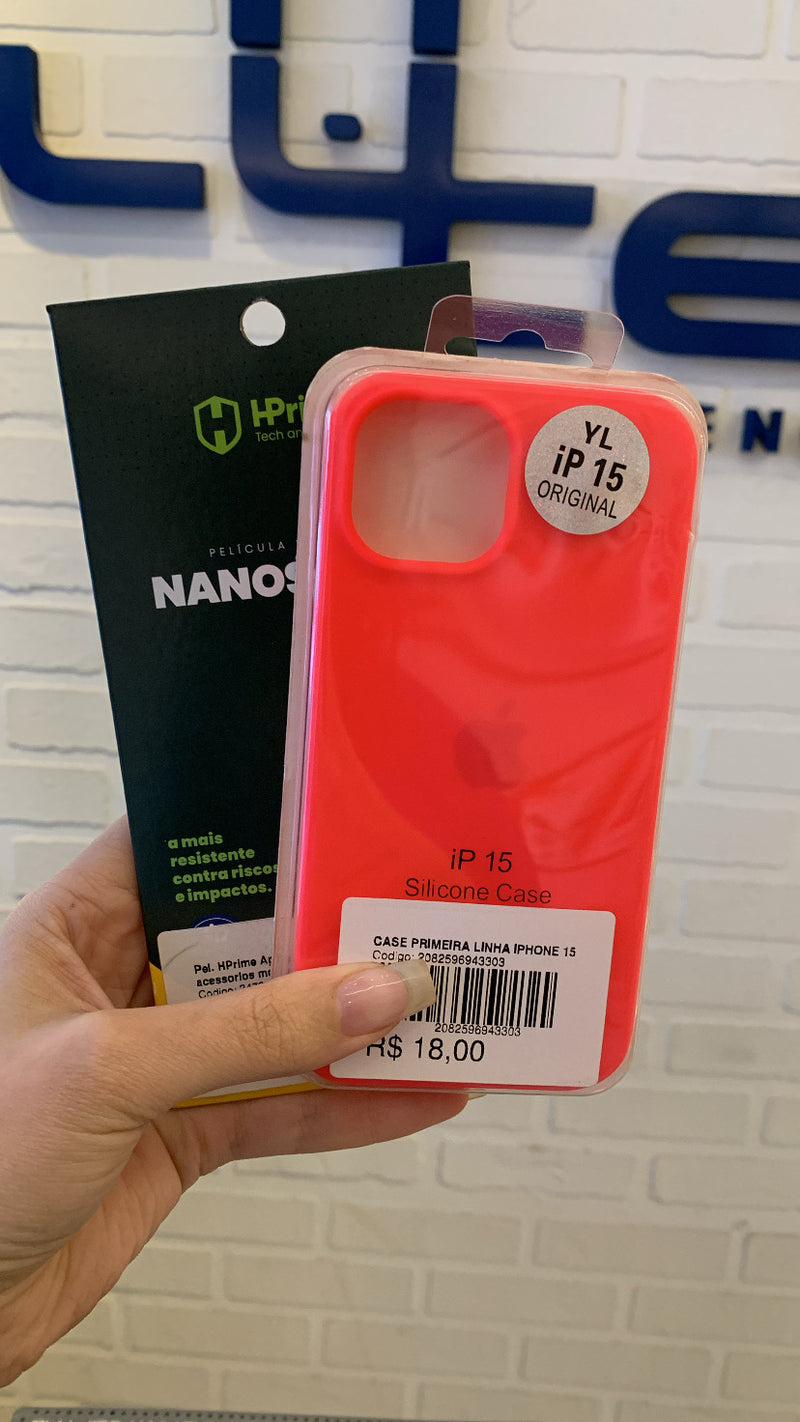 HPri
Tech an
PELÍCULA
NANOS
a mais
resistente
contra riscos
e impactos.
Pel. HPrime Ap
acessorios
YL
iP 15
ORIGINAL
iP 15
Silicone Case
CASE PRIMEIRA LINHA IPHONE 15
Codigo: 2082596943303
2082596943303
R$ 18,00